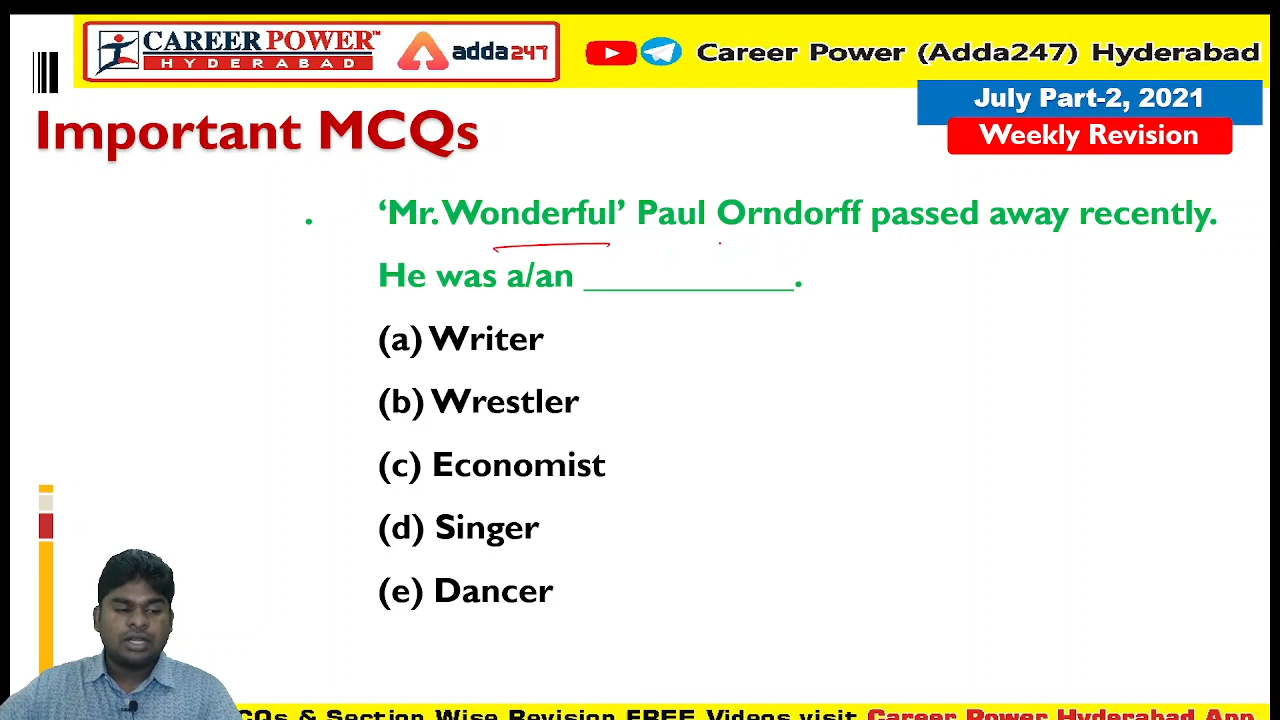 CAREER POWER™
HYDERABAD
adda247
Career Power (Adda247) Hyderabad
July Part-2, 2021
Weekly Revision
Important MCQs
. ‘Mr. Wonderful’ Paul Orndorff passed away recently.
He was a/an ____________.
(a) Writer
(b) Wrestler
(c) Economist
(d) Singer
(e) Dancer
CQs & Section Wise Revision FREE Videos visit Career Power Hyderabad App